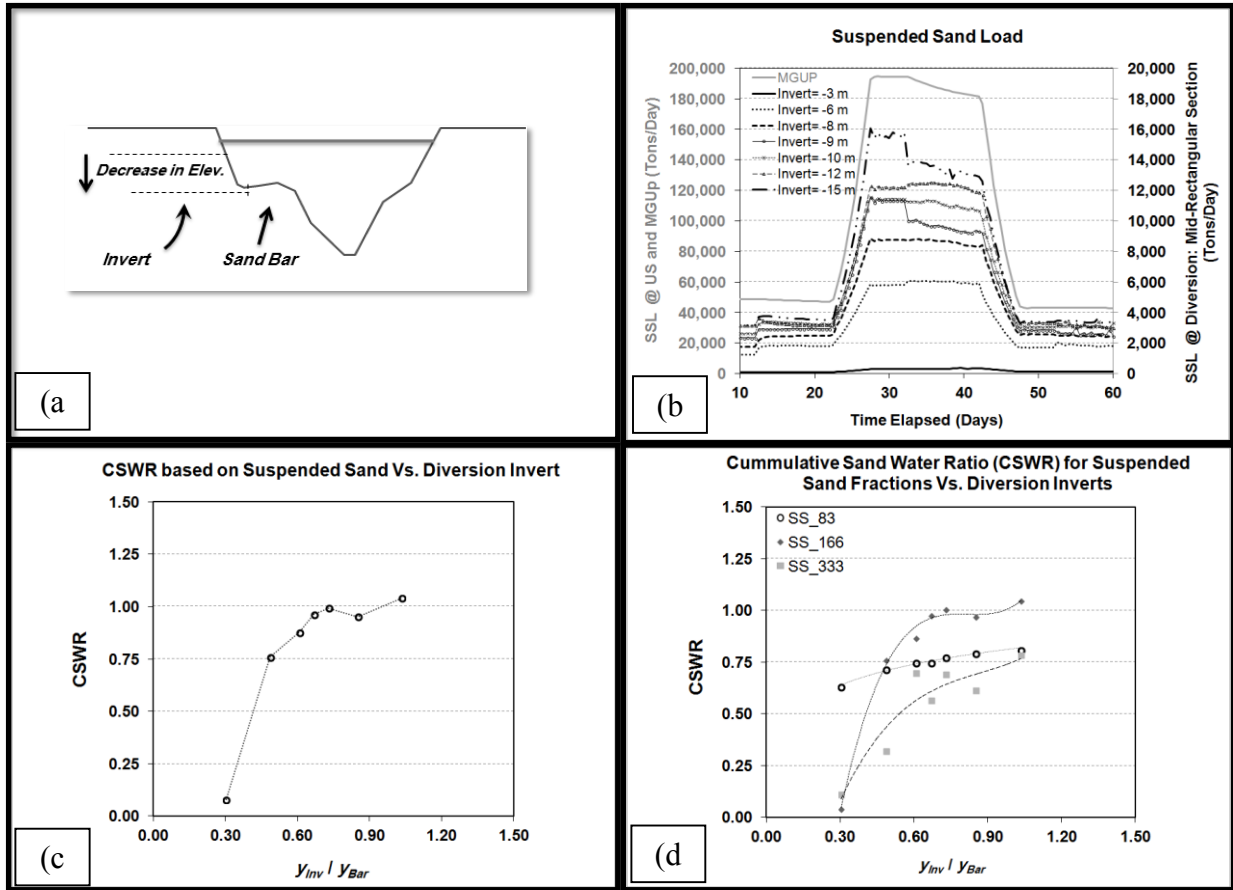 Decrease in Elev.
Invert
Sand Bar
(a
Suspended Sand Load
SSL @ US and MGUp (Tons/Day)
200,000
180,000
160,000
140,000
120,000
100,000
80,000
60,000
40,000
20,000
0
MGUP
Invert= -3 m
Invert= -6 m
Invert= -8 m
Invert= -9 m
Invert= -10 m
Invert= -12 m
Invert= -15 m
20,000
18,000
16,000
14,000
12,000
10,000
8,000
6,000
4,000
2,000
0
SSL @ Diversion: Mid-Rectangular Section
(Tons/Day)
10 20 30 40 50 60
Time Elapsed (Days)
(b
CSWR based on Suspended Sand Vs. Diversion Invert
CSWR
1.50
1.25
1.00
0.75
0.50
0.25
0.00
0.00 0.30 0.60 0.90 1.20 1.50
yInv / yBar
(c
Cummulative Sand Water Ratio (CSWR) for Suspended
Sand Fractions Vs. Diversion Inverts
CSWR
1.50
1.25
1.00
0.75
0.50
0.25
0.00
SS_83
SS_166
SS_333
0.00 0.30 0.60 0.90 1.20 1.50
yInv / yBar
(d